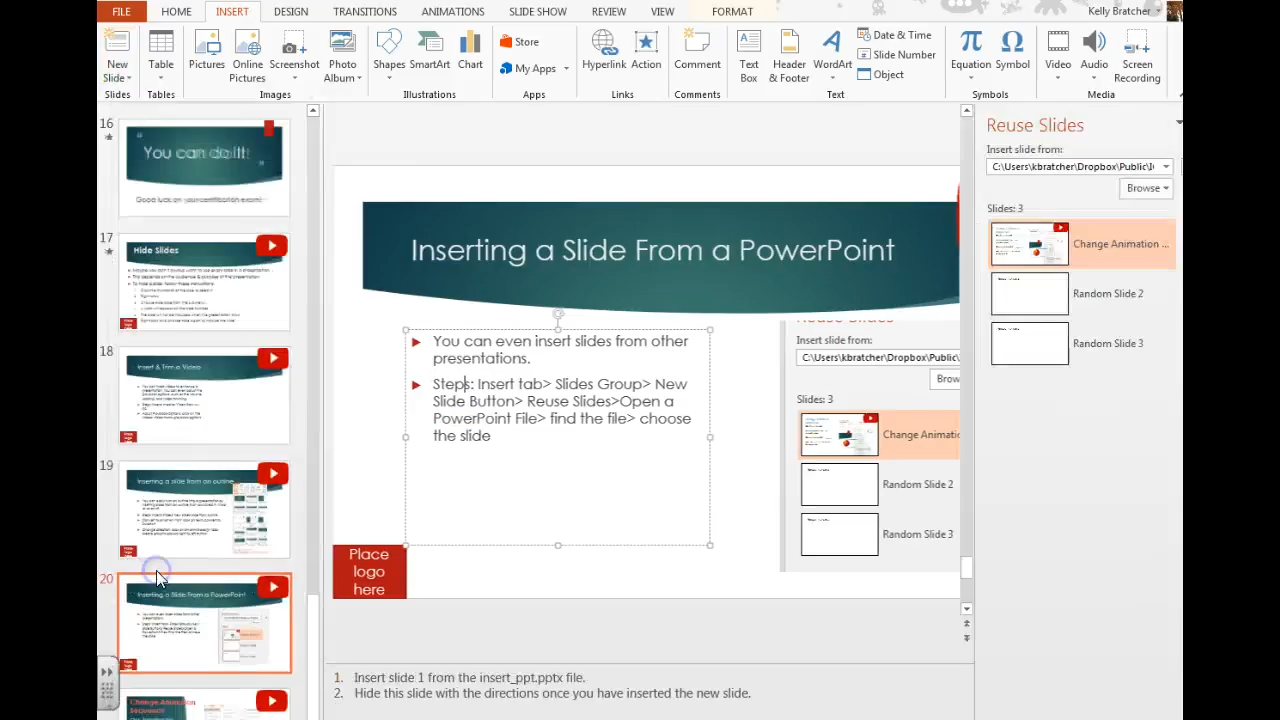 FILE HOME INSERT DESIGN TRANSITIONS ANIMATIONS SLIDE SHOW REVIEW VIEW FORMAT Kelly Bratcher
New Slide
Table
Pictures
Online Pictures
Screenshot
Photo Album
Shapes
SmartArt
Chart
Store
My Apps
Hyperlink
Action
Comment
Text Box
Header & Footer
WordArt
Date & Time
Slide Number
Object
Equation
Symbol
Video
Audio
Screen Recording
Slides Tables Images Illustrations Apps Links Comments Text Symbols Media
16
You can do it!
Good luck on your certification exam!
17
Hide Slides
18
Insert & Trim a Video
19
Inserting a slide from an outline
20
Inserting a Slide From a PowerPoint
Change Animation
Sequence
Inserting a Slide From a PowerPoint
You can even insert slides from other
presentations.
Steps: Insert tab> Slides Group> New
Slide Button> Reuse Slides>Open a
PowerPoint File> find the file> choose
the slide
Place
logo
here
Reuse Slides
Insert slide from:
C:\Users\kbratcher\Dropbox\Public\
Brow
Slides: 3
Change Animatio
Random Slide 2
Random Slide 3
1. Insert slide 1 from the insert_ppt.pptx file.
2. Hide this slide with the directions after you have inserted the new slide.
Reuse Slides
Insert slide from:
C:\Users\kbratcher\Dropbox\Public\I
Browse
Slides: 3
Change Animation ...
Random Slide 2
Random Slide 3